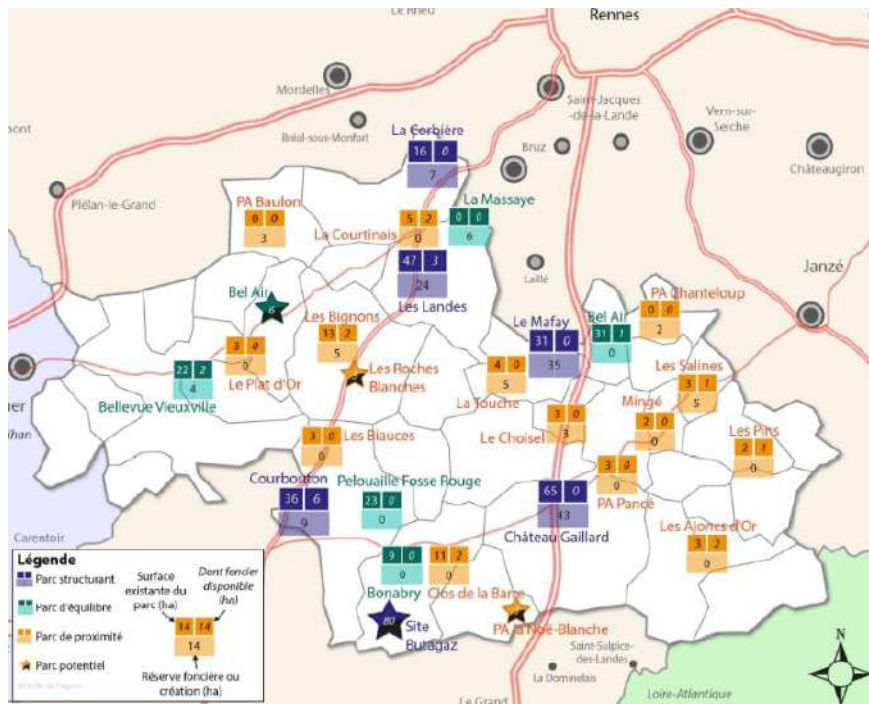 Le Rheu
Rennes
Mordelles
Saint-Jacques
-de-la-Lande
Vern-sur-
Seiche
Bréal-sous-Monfort
Bruz
Châteaugiron
pont
La Corbière
16 0
7
Plélan-le-Grand
PA Baulon
0 0
3
La Massaye
0 0
6
La Courtinais
5 2
0
47 3
24
Les Landes
Laillé
Janzé
Bel Air
6
PA Chanteloup
0 0
2
Le Mafay
31 0
35
Bel Air
31 1
0
Les Bignons
13 2
5
3 0
0
Le Plat d'Or
Les Roches
Blanches
22 2
4
Bellevue Vieuxville
4 0
5
La Touche
Les Salines
3 1
5
uer
ihan
Mingé
2 0
0
3 0
3
Le Choisel
Les Pins
2 1
0
3 0
0
Les Biauces
Courbouton
36 6
9
Pelouaille Fosse Rouge
23 0
0
65 0
43
Château Gaillard
3 0
0
PA Pancé
Les Ajoncs d'Or
3 2
0
Carentoir
9 0
0
Bonabry
11 2
0
Clos de la Barre
80
Site
Butagaz
PA la Noë-Blanche
Saint-Sulpice
-des-Landes
La Dominelais
Le Grand
Loire-Atlantique
N
Légende
Parc structurant
Parc d'équilibre
Parc de proximité
Parc potentiel
Surface
existante du
parc (ha)
Dont foncier
disponible
(ha)
14 14
14
Réserve foncière ou
création (ha)